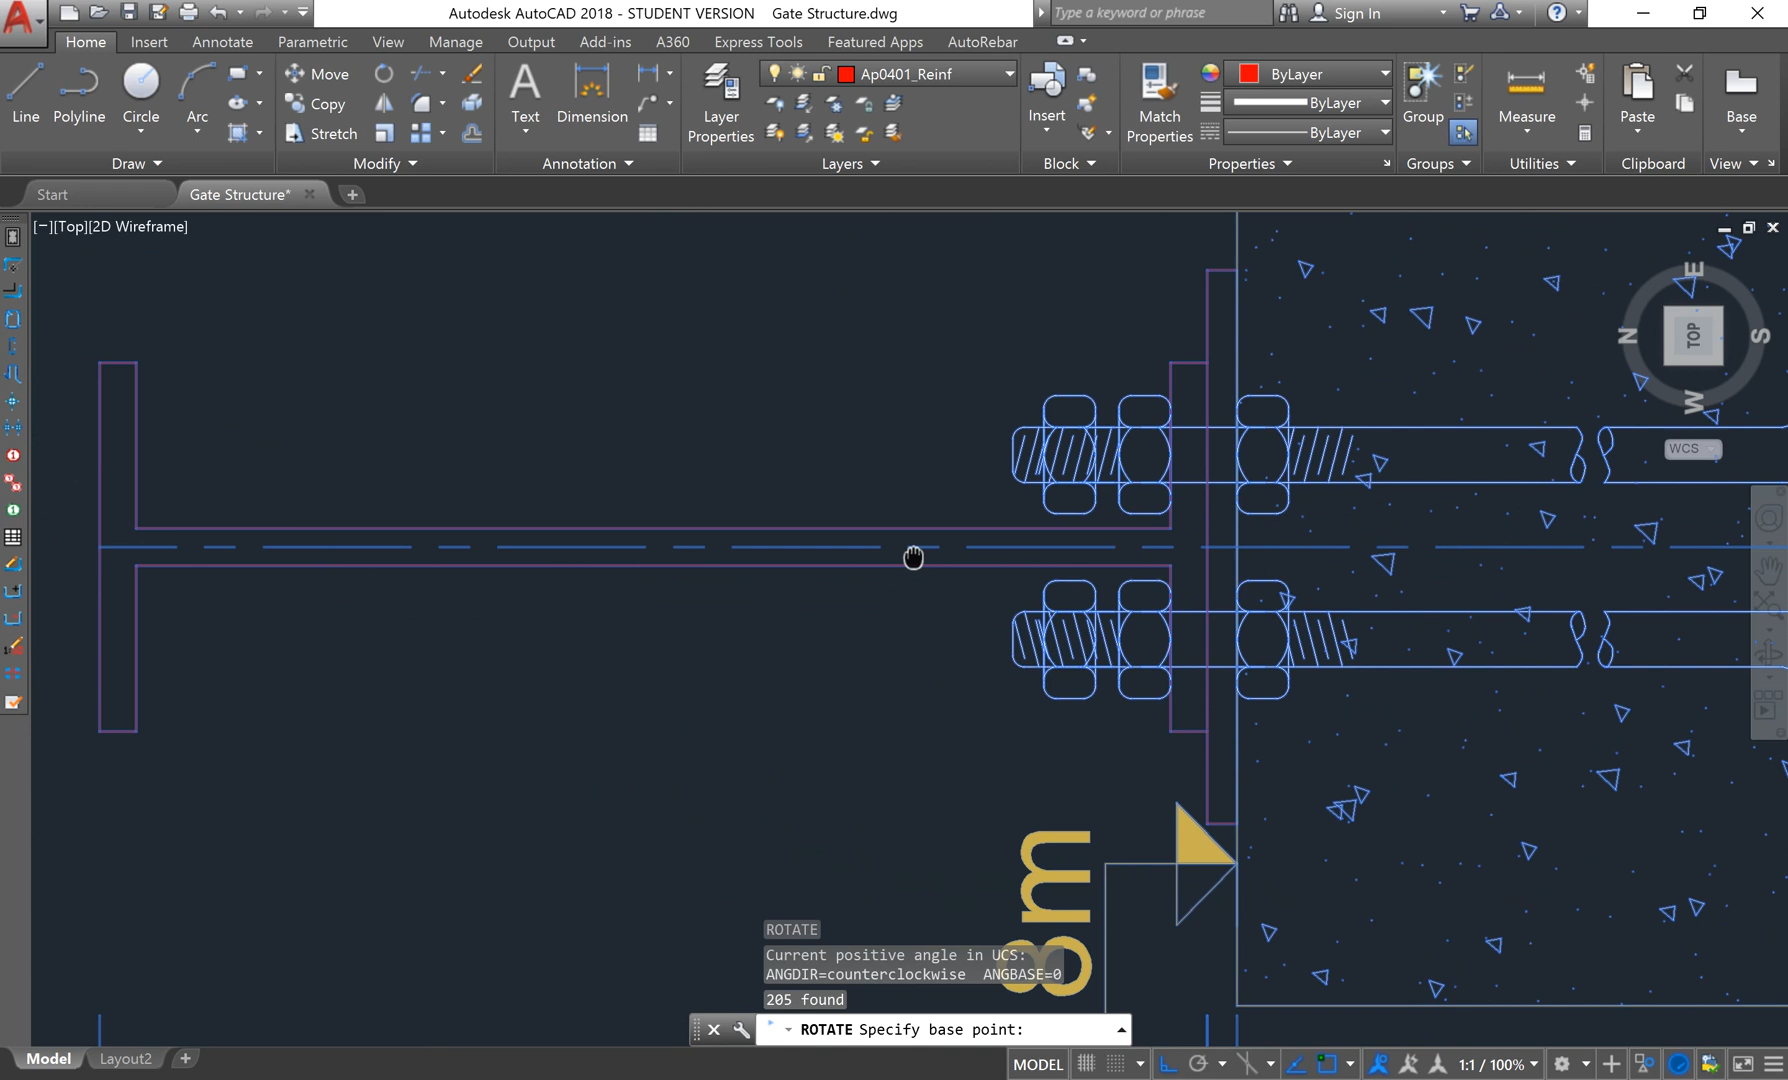 Autodesk AutoCAD 2018 - STUDENT VERSION Gate Structure.dwg
Type a keyword or phrase
Sign In
Home Insert Annotate Parametric View Manage Output Add-ins A360 Express Tools Featured Apps AutoRebar
Line Polyline Circle Arc
Move
Copy
Stretch
Text Dimension
Layer Properties
Ap0401_Reinf
Insert
Match Properties
ByLayer
ByLayer
ByLayer
Group
Measure
Paste
Base
Draw Modify Annotation Layers Block Properties Groups Utilities Clipboard View
Start Gate Structure*
[−][Top][2D Wireframe]
E
N TOP S
W
WCS
8m
ROTATE
Current positive angle in UCS:
ANGDIR=counterclockwise ANGBASE=0
205 found
ROTATE Specify base point:
Model Layout2
MODEL 1:1 / 100%